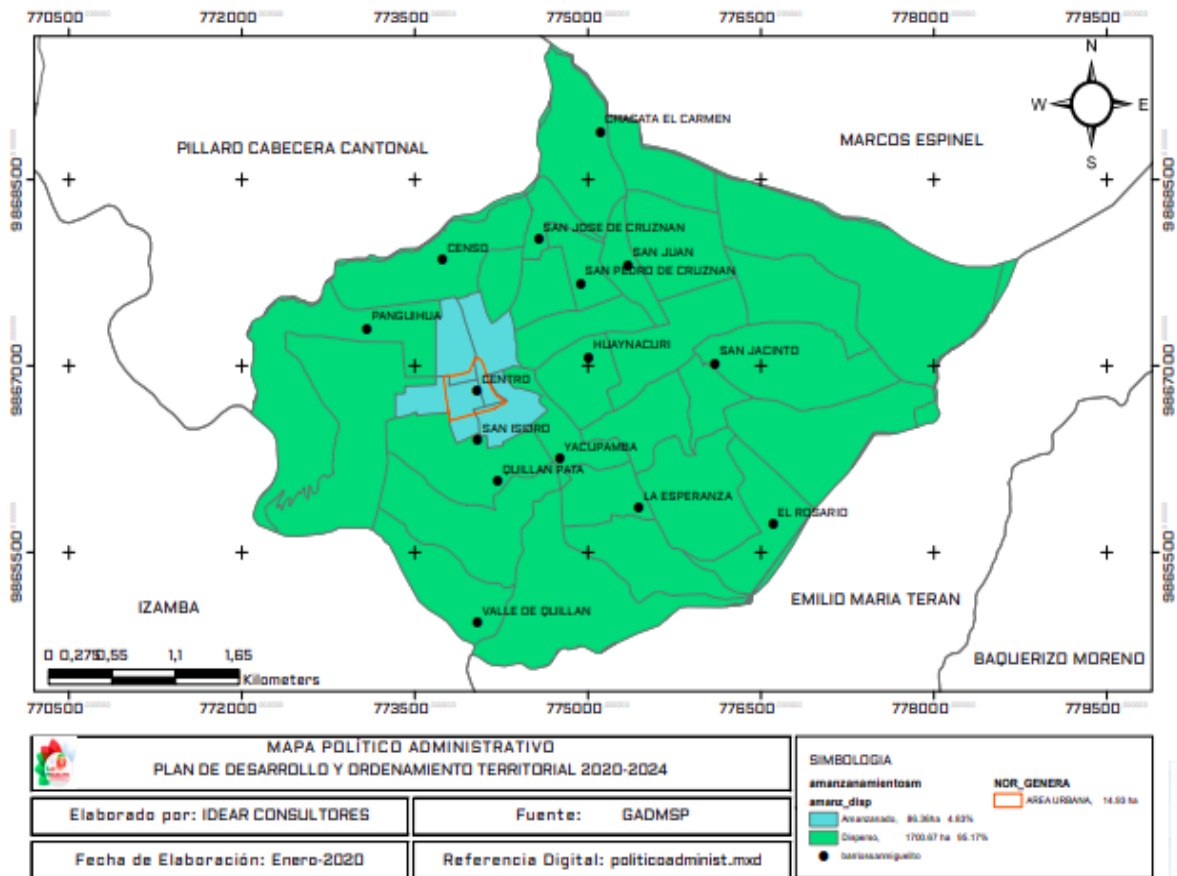 770500 772000 773500 775000 776500 778000 779500
N
W E
S
CHACATA EL CARMEN
PILLARO CABECERA CANTONAL
MARCOS ESPINEL
9868500 9868500
SAN JOSE DE CRUZNAN
CENSO
SAN JUAN
SAN PEDRO DE CRUZNAN
PANGUIHUA
HUAYNACURI
SAN JACINTO
9867000 9867000
CENTRO
SAN ISIDRO
YACUPAMBA
QUILLAN PATA
LA ESPERANZA
EL ROSARIO
9865500 9865500
IZAMBA
VALLE DE QUILLAN
EMILIO MARIA TERAN
BAQUERIZO MORENO
0 0,275 0,55 1,1 1,65
Kilometers
770500 772000 773500 775000 776500 778000 779500
MAPA POLÍTICO ADMINISTRATIVO
PLAN DE DESARROLLO Y ORDENAMIENTO TERRITORIAL 2020-2024
Elaborado por: IDEAR CONSULTORES
Fuente: GADMSP
Fecha de Elaboración: Enero-2020
Referencia Digital: politicoadminist.mxd
SIMBOLOGIA
amanzanamientosm
amanz_disp
Amanzanado, 86.36ha 4.83%
Disperso, 1700.67 ha 95.17%
barriossanmiguelito
NOR_GENERA
AREA URBANA, 14.93 ha